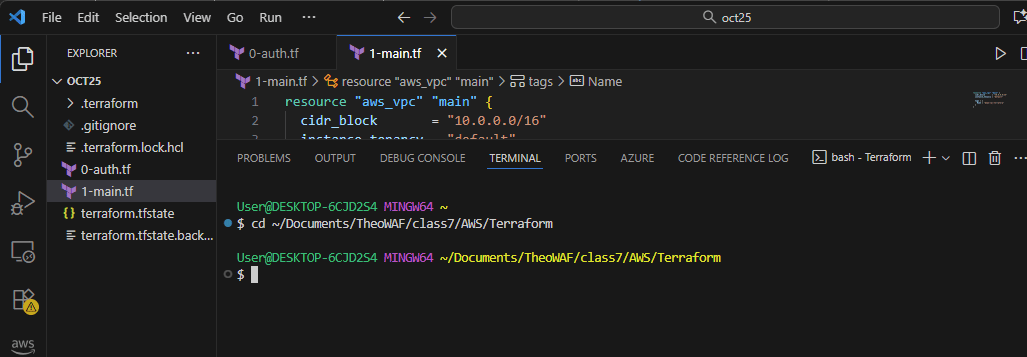 File Edit Selection View Go Run ... oct25
EXPLORER ...
OCT25
.terraform
.gitignore
.terraform.lock.hcl
0-auth.tf
1-main.tf
terraform.tfstate
terraform.tfstate.back...
aws
0-auth.tf 1-main.tf
1-main.tf > resource "aws_vpc" "main" > tags > Name
1 resource "aws_vpc" "main" {
2 cidr_block = "10.0.0.0/16"
instance_tenancy = "default"
PROBLEMS OUTPUT DEBUG CONSOLE TERMINAL PORTS AZURE CODE REFERENCE LOG bash - Terraform
User@DESKTOP-6CJD2S4 MINGW64 ~
$ cd ~/Documents/TheoWAF/class7/AWS/Terraform
User@DESKTOP-6CJD2S4 MINGW64 ~/Documents/TheoWAF/class7/AWS/Terraform
$